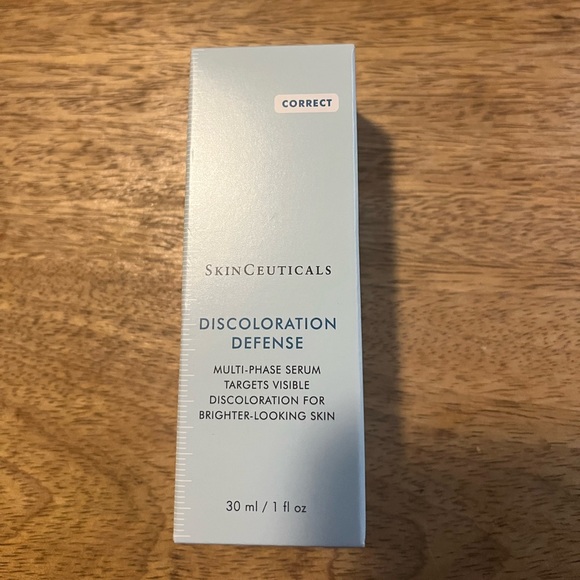 CORRECT
SKINCEUTICALS
DISCOLORATION
DEFENSE
MULTI-PHASE SERUM
TARGETS VISIBLE
DISCOLORATION FOR
BRIGHTER-LOOKING SKIN
30 ml / 1 fl oz